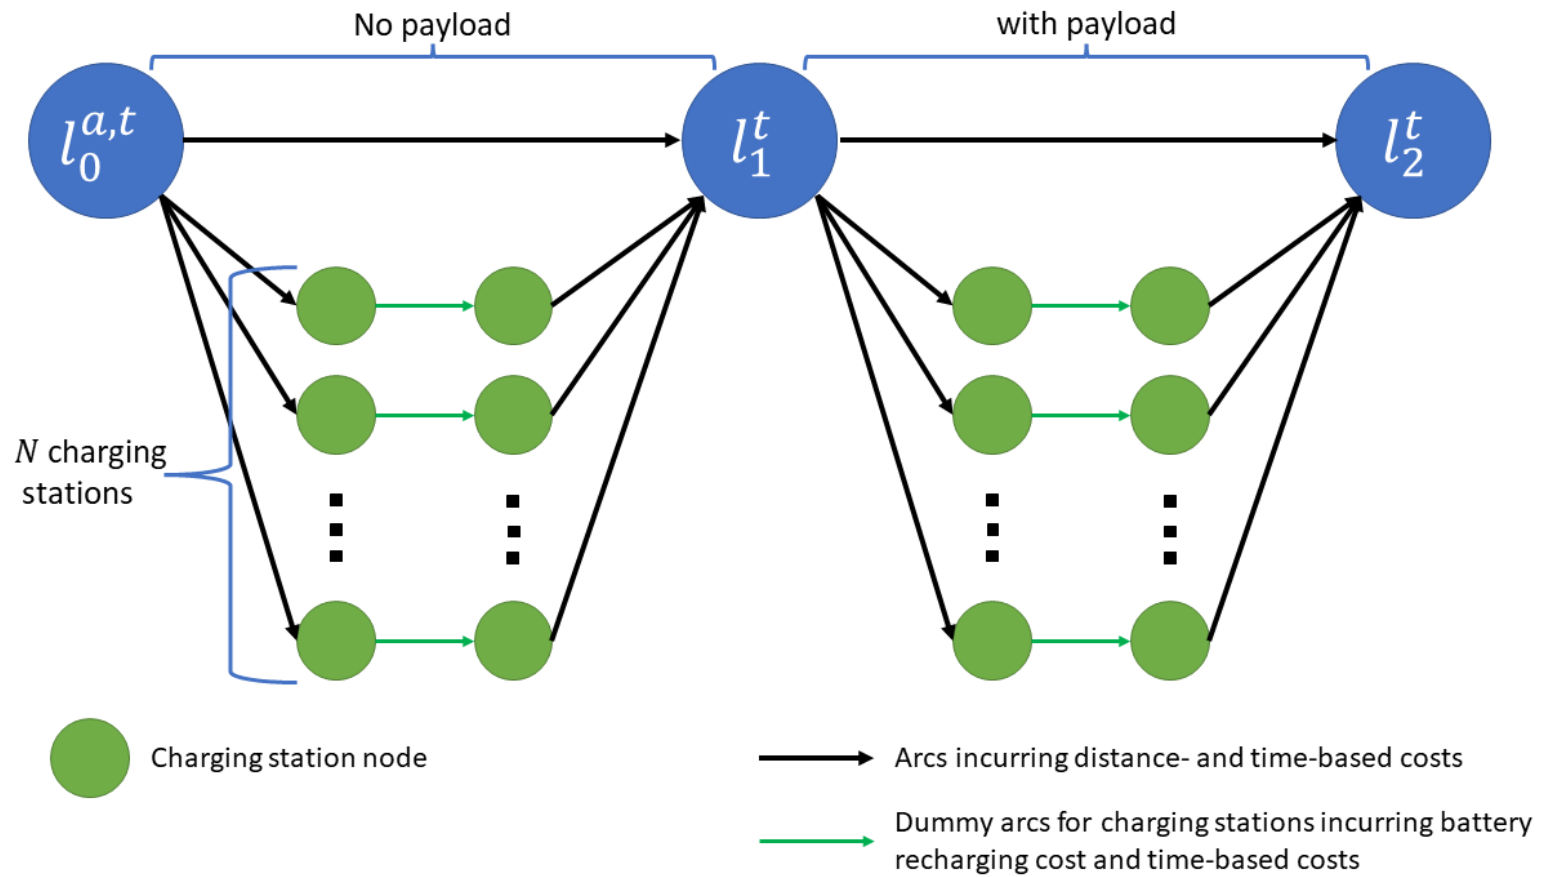 No payload
with payload
$l_0^{a,t}$
$l_1^t$
$l_2^t$
N charging
stations
Charging station node
Arcs incurring distance- and time-based costs
Dummy arcs for charging stations incurring battery
recharging cost and time-based costs